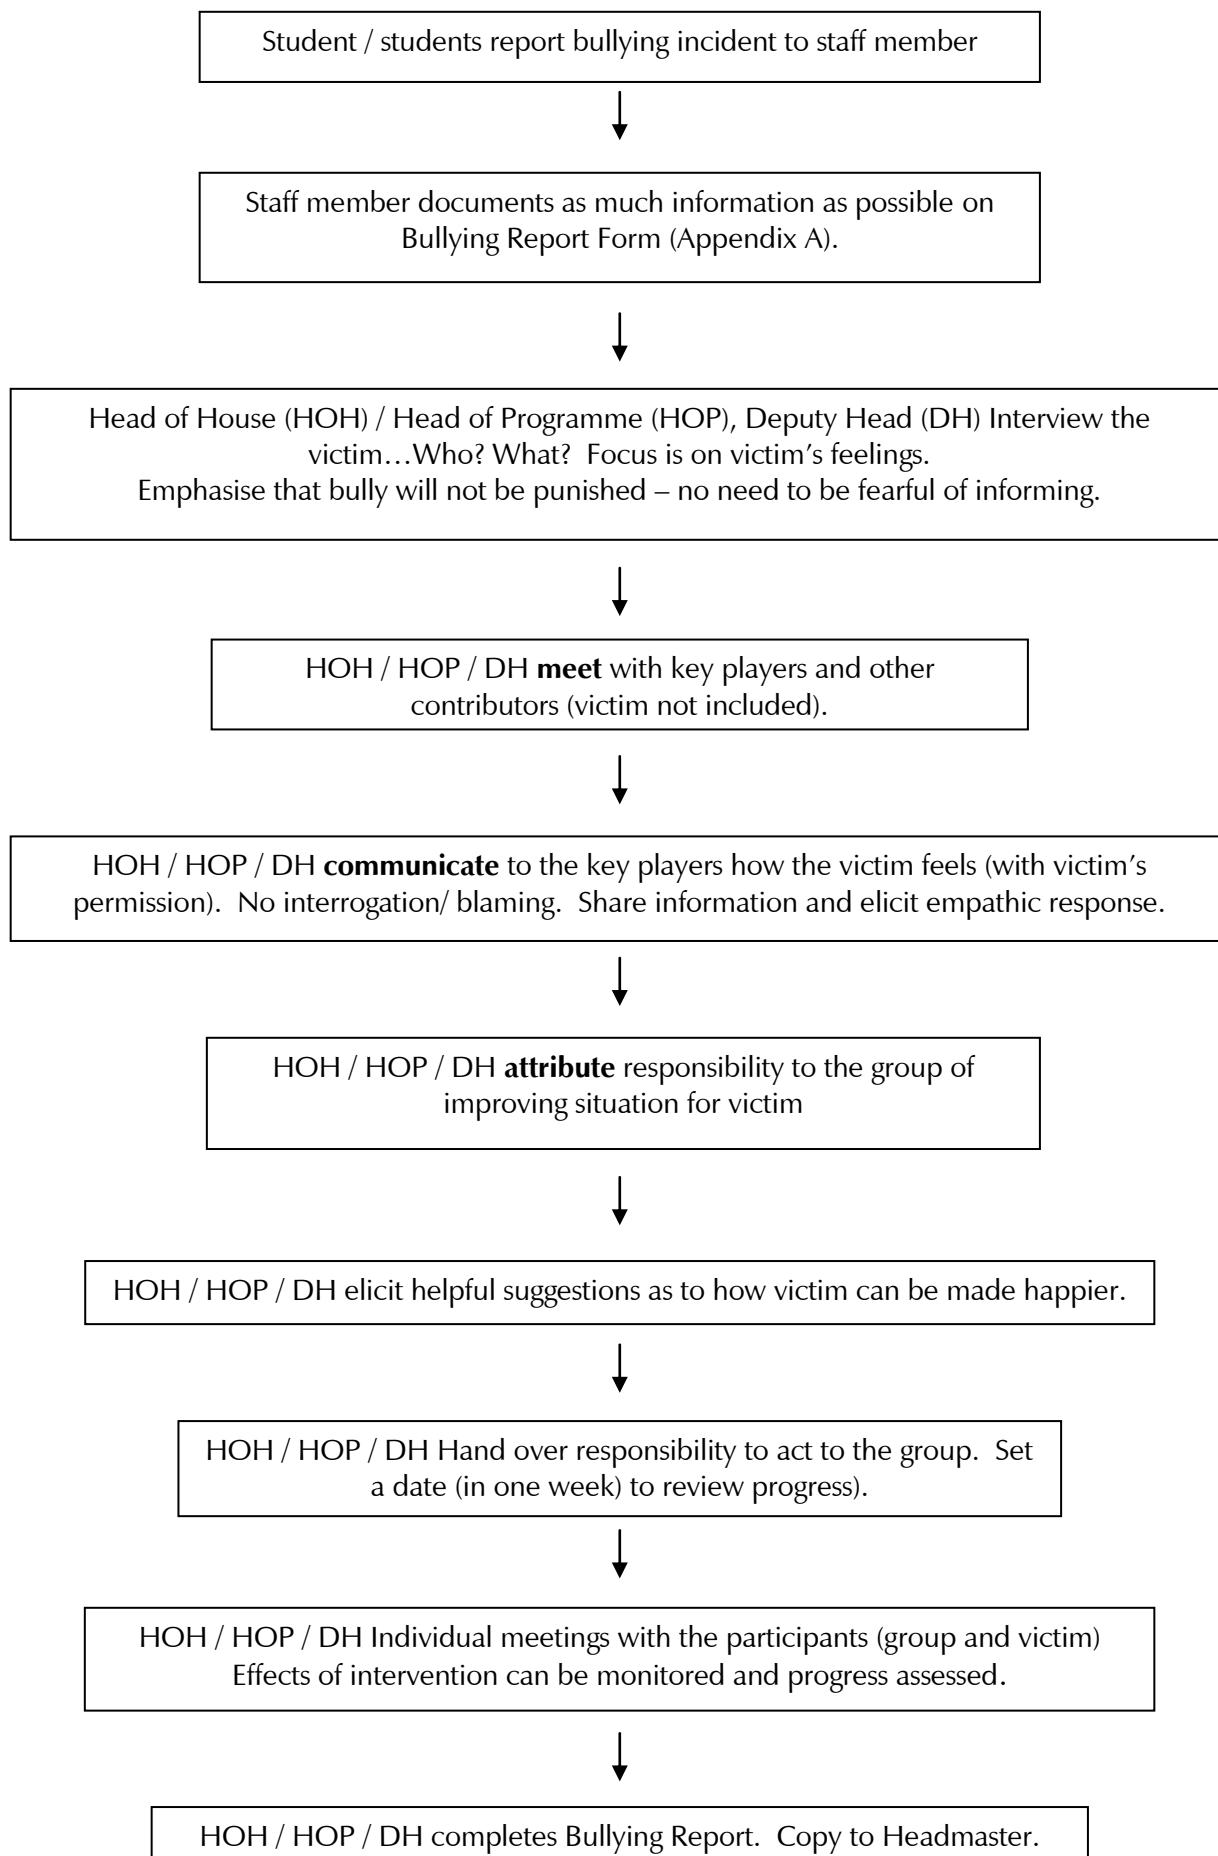 Student / students report bullying incident to staff member
Staff member documents as much information as possible on
Bullying Report Form (Appendix A).
Head of House (HOH) / Head of Programme (HOP), Deputy Head (DH) Interview the
victim…Who? What?  Focus is on victim's feelings.
Emphasise that bully will not be punished – no need to be fearful of informing.
HOH / HOP / DH meet with key players and other
contributors (victim not included).
HOH / HOP / DH communicate to the key players how the victim feels (with victim's
permission).  No interrogation/ blaming.  Share information and elicit empathic response.
HOH / HOP / DH attribute responsibility to the group of
improving situation for victim
HOH / HOP / DH elicit helpful suggestions as to how victim can be made happier.
HOH / HOP / DH Hand over responsibility to act to the group.  Set
a date (in one week) to review progress).
HOH / HOP / DH Individual meetings with the participants (group and victim)
Effects of intervention can be monitored and progress assessed.
HOH / HOP / DH completes Bullying Report.  Copy to Headmaster.